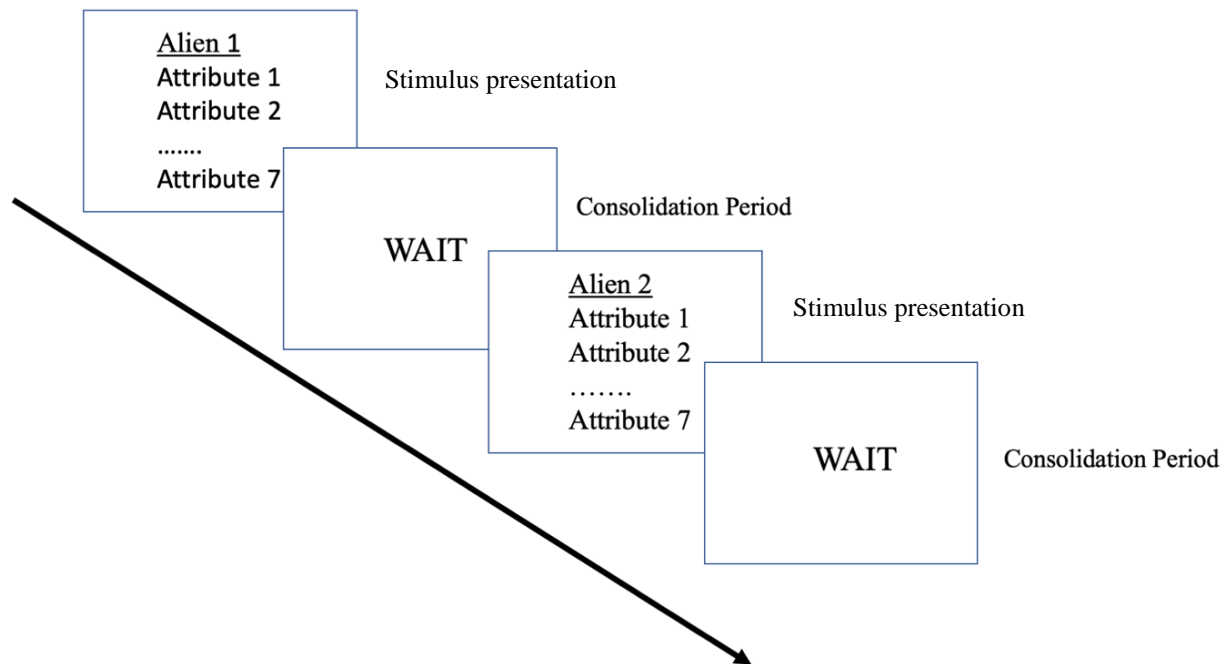 Alien 1
Attribute 1
Attribute 2
.......
Attribute 7
Stimulus presentation
WAIT
Consolidation Period
Alien 2
Attribute 1
Attribute 2
.......
Attribute 7
Stimulus presentation
WAIT
Consolidation Period